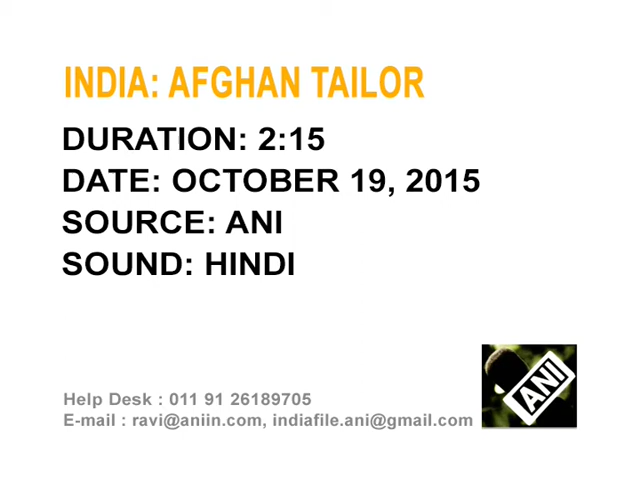 INDIA: AFGHAN TAILOR
DURATION: 2:15
DATE: OCTOBER 19, 2015
SOURCE: ANI
SOUND: HINDI
ANI
Help Desk : 011 91 26189705
E-mail : ravi@aniin.com, indiafile.ani@gmail.com